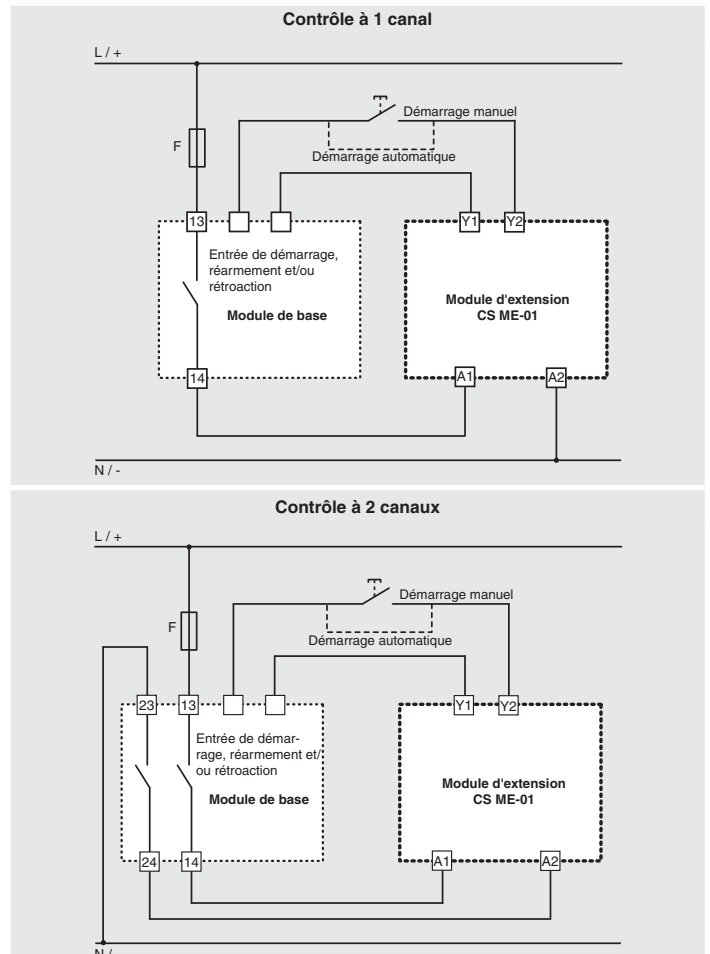 Contrôle à 1 canal
L / +
Démarrage manuel
F
Démarrage automatique
13
Y1
Y2
Entrée de démarrage,
réarmement et/ou
rétroaction
Module de base
Module d'extension
CS ME-01
14
A1
A2
N / -
Contrôle à 2 canaux
L / +
Démarrage manuel
F
Démarrage automatique
23
13
Y1
Y2
Entrée de démar-
rage, réarmement et/
ou rétroaction
Module de base
Module d'extension
CS ME-01
24
14
A1
A2
N /